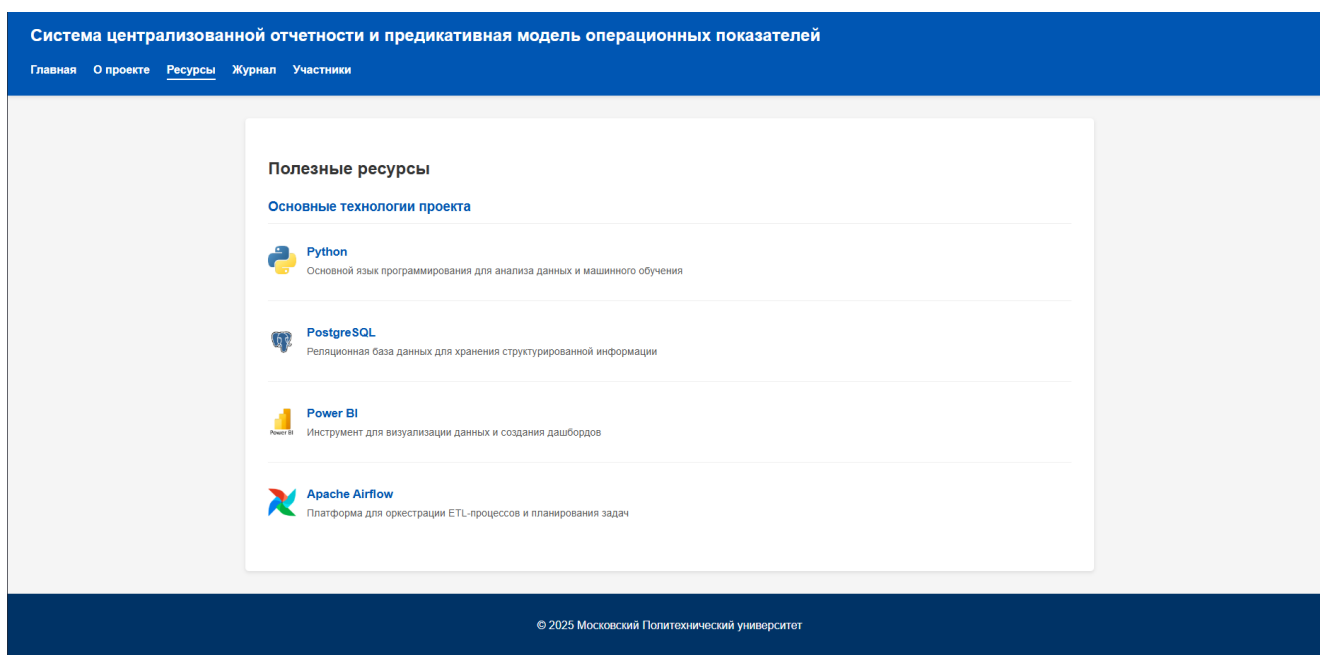 Система централизованной отчетности и предикативная модель операционных показателей
Главная О проекте Ресурсы Журнал Участники
Полезные ресурсы
Основные технологии проекта
Python
Основной язык программирования для анализа данных и машинного обучения
PostgreSQL
Реляционная база данных для хранения структурированной информации
Power BI
Power BI
Инструмент для визуализации данных и создания дашбордов
Apache Airflow
Платформа для оркестрации ETL-процессов и планирования задач
© 2025 Московский Политехнический университет